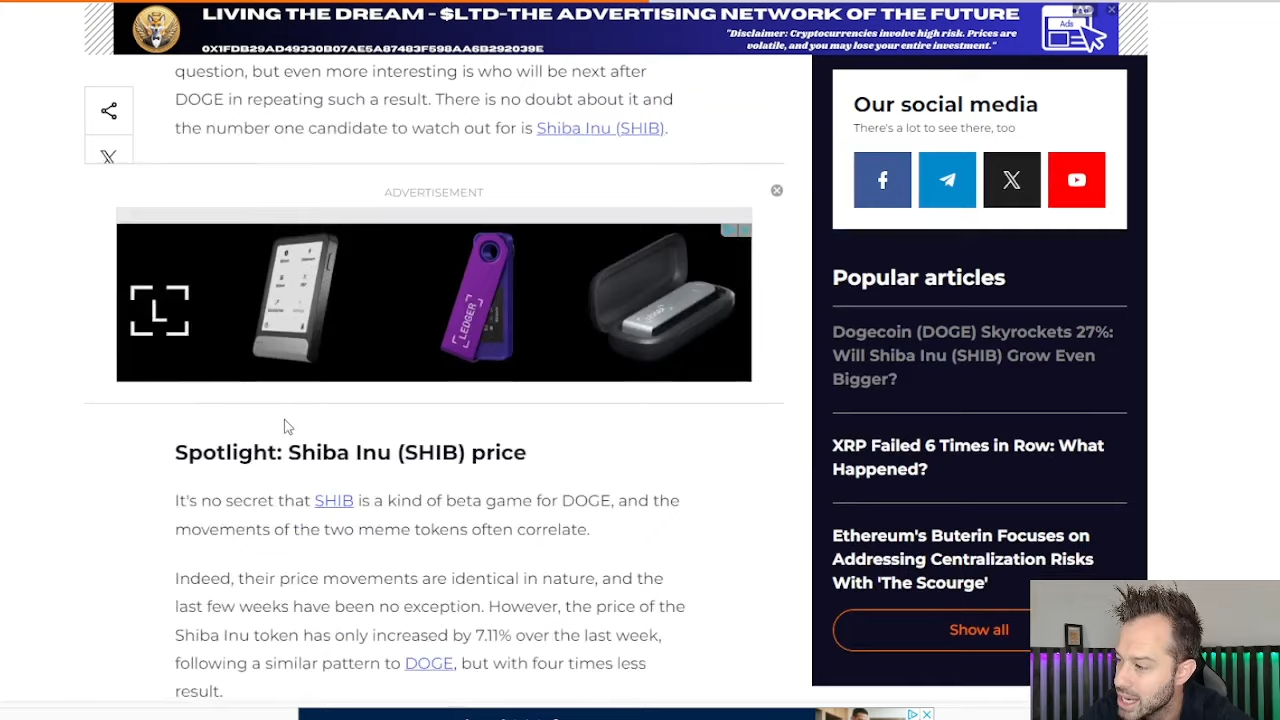 LIVING THE DREAM - $LTD-THE ADVERTISING NETWORK OF THE FUTURE
0X1FDB29AD49330B07AE5A87483F598AA6B292039E
"Disclaimer: Cryptocurrencies involve high risk. Prices are
volatile, and you may lose your entire investment."
Ads
question, but even more interesting is who will be next after
DOGE in repeating such a result. There is no doubt about it and
the number one candidate to watch out for is Shiba Inu (SHIB).
ADVERTISEMENT
LEDGER
Spotlight: Shiba Inu (SHIB) price
It's no secret that SHIB is a kind of beta game for DOGE, and the
movements of the two meme tokens often correlate.
Indeed, their price movements are identical in nature, and the
last few weeks have been no exception. However, the price of the
Shiba Inu token has only increased by 7.11% over the last week,
following a similar pattern to DOGE, but with four times less
result.
Our social media
There's a lot to see there, too
Popular articles
Dogecoin (DOGE) Skyrockets 27%:
Will Shiba Inu (SHIB) Grow Even
Bigger?
XRP Failed 6 Times in Row: What
Happened?
Ethereum's Buterin Focuses on
Addressing Centralization Risks
With 'The Scourge'
Show all